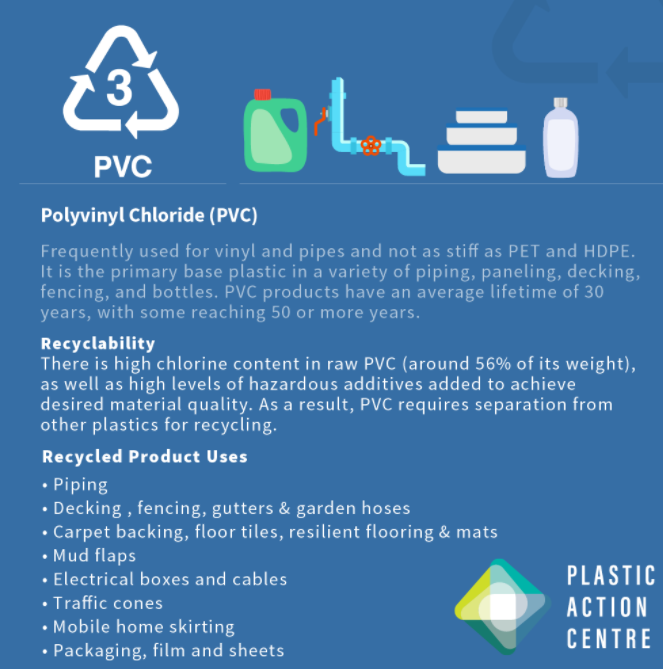 3
PVC
Polyvinyl Chloride (PVC)
Frequently used for vinyl and pipes and not as stiff as PET and HDPE.
It is the primary base plastic in a variety of piping, paneling, decking,
fencing, and bottles. PVC products have an average lifetime of 30
years, with some reaching 50 or more years.
Recyclability
There is high chlorine content in raw PVC (around 56% of its weight),
as well as high levels of hazardous additives added to achieve
desired material quality. As a result, PVC requires separation from
other plastics for recycling.
Recycled Product Uses
• Piping
• Decking , fencing, gutters & garden hoses
• Carpet backing, floor tiles, resilient flooring & mats
• Mud flaps
• Electrical boxes and cables
• Traffic cones
• Mobile home skirting
• Packaging, film and sheets
PLASTIC
ACTION
CENTRE